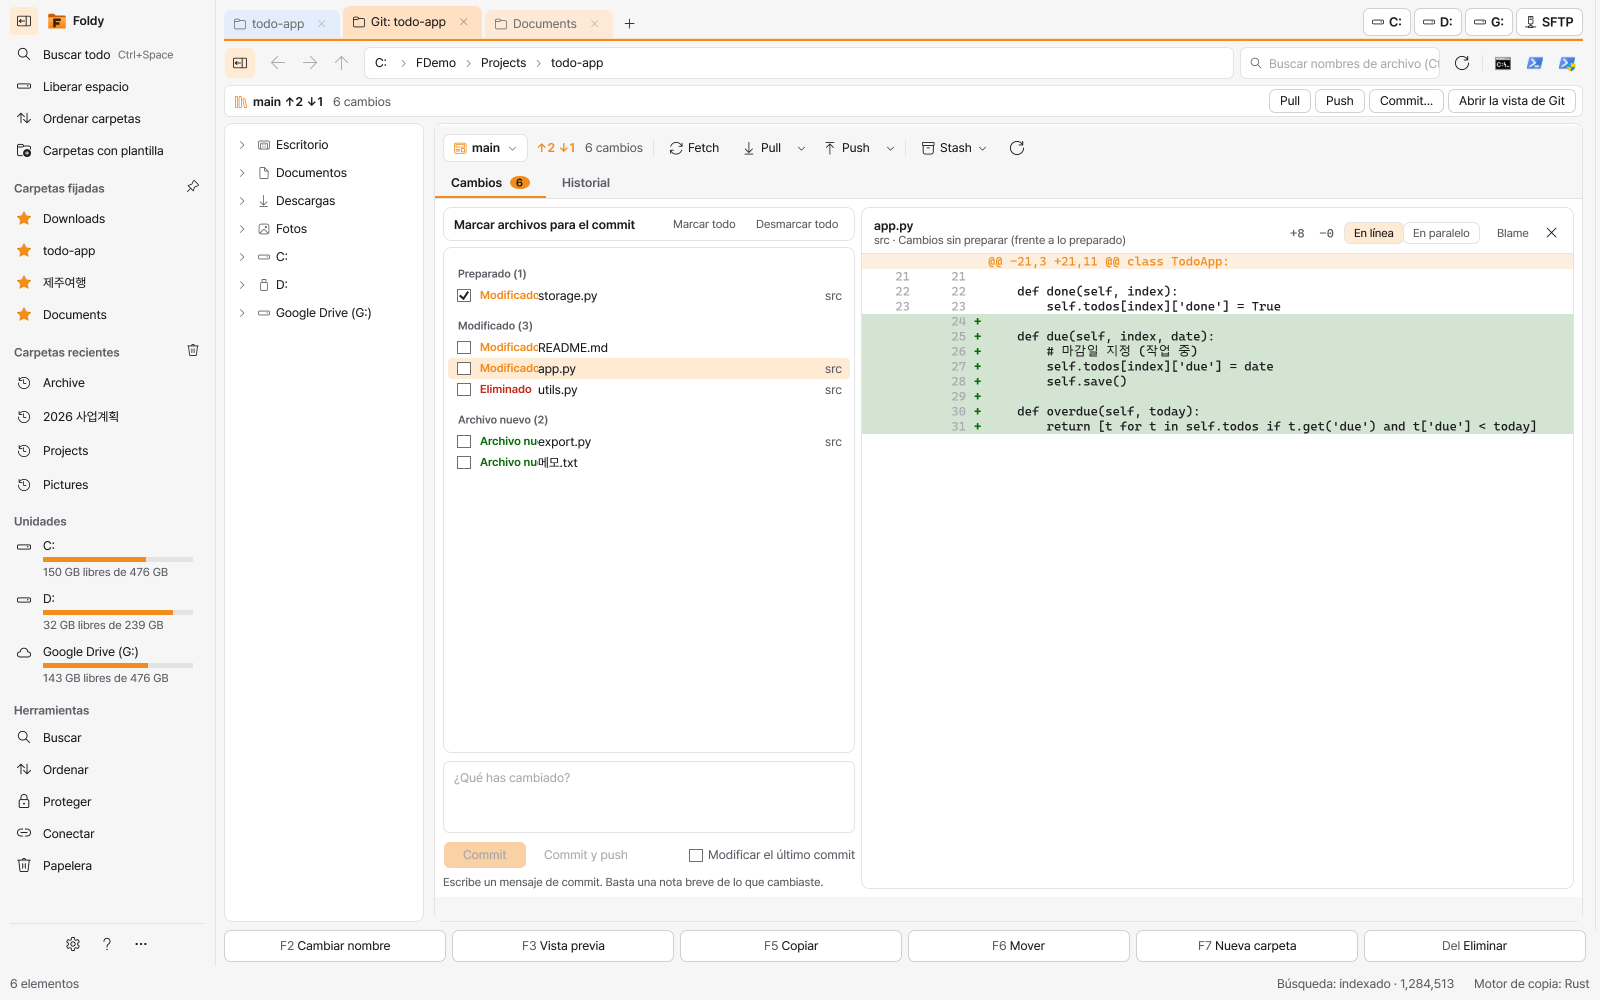 Foldy
Buscar todo Ctrl+Space
Liberar espacio
Ordenar carpetas
Carpetas con plantilla
Carpetas fijadas
Downloads
todo-app
제주여행
Documents
Carpetas recientes
Archive
2026 사업계획
Projects
Pictures
Unidades
C:
150 GB libres de 476 GB
D:
32 GB libres de 239 GB
Google Drive (G:)
143 GB libres de 476 GB
Herramientas
Buscar
Ordenar
Proteger
Conectar
Papelera
6 elementos
todo-app
Git: todo-app
Documents
C: D: G: SFTP
C: FDemo Projects todo-app
Buscar nombres de archivo (Ct
main ↑2 ↓1 6 cambios
Pull Push Commit... Abrir la vista de Git
Escritorio
Documentos
Descargas
Fotos
C:
D:
Google Drive (G:)
main ↑2 ↓1 6 cambios Fetch Pull Push Stash
Cambios 6 Historial
Marcar archivos para el commit Marcar todo Desmarcar todo
Preparado (1)
Modificado storage.py src
Modificado (3)
Modificado README.md
Modificado app.py src
Eliminado utils.py src
Archivo nuevo (2)
Archivo nu export.py src
Archivo nu 메모.txt
¿Qué has cambiado?
Commit Commit y push Modificar el último commit
Escribe un mensaje de commit. Basta una nota breve de lo que cambiaste.
app.py
src · Cambios sin preparar (frente a lo preparado)
+8 −0 En línea En paralelo Blame
@@ −21,3 +21,11 @@ class TodoApp:
21 21
22 22 def done(self, index):
23 23 self.todos[index]['done'] = True
24 +
25 + def due(self, index, date):
26 + # 마감일 지정 (작업 중)
27 + self.todos[index]['due'] = date
28 + self.save()
29 +
30 + def overdue(self, today):
31 + return [t for t in self.todos if t.get('due') and t['due'] < today]
F2 Cambiar nombre
F3 Vista previa
F5 Copiar
F6 Mover
F7 Nueva carpeta
Del Eliminar
Búsqueda: indexado · 1,284,513 Motor de copia: Rust